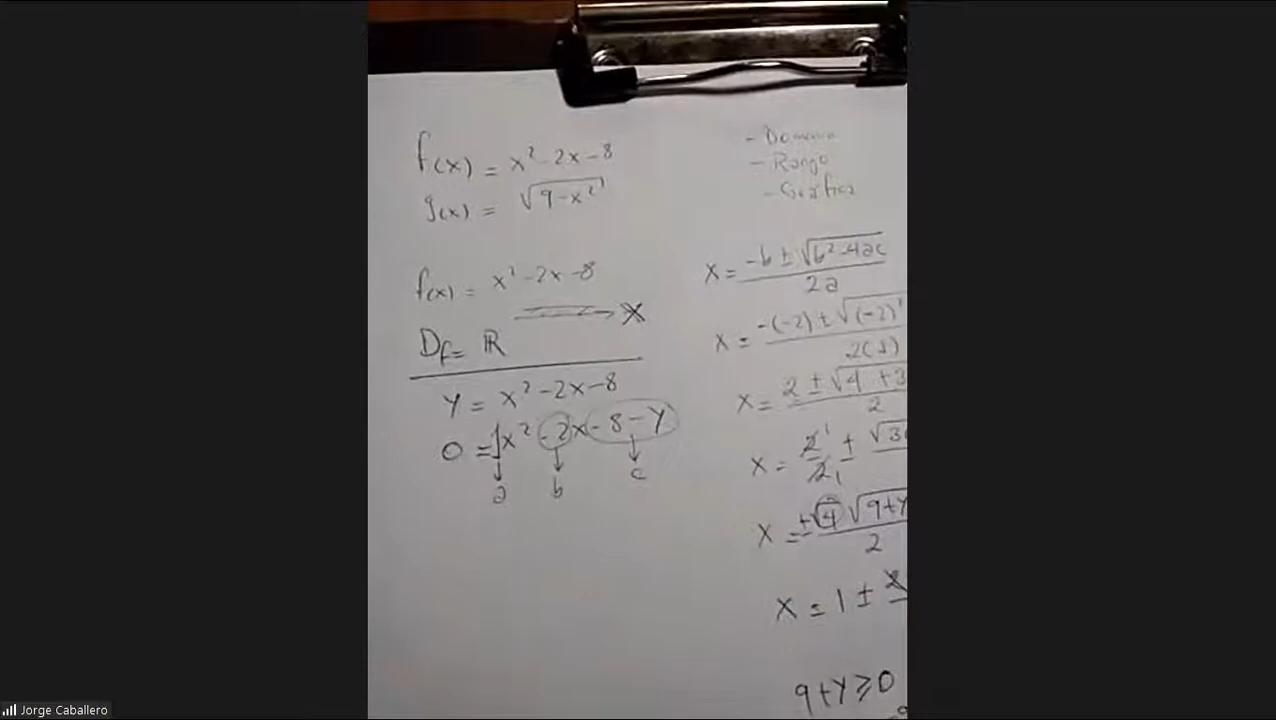 f(x) = x² - 2x - 8
g(x) = √9-x²
f(x) = x² - 2x - 8
Df = ℝ ⟹ X
y = x² - 2x - 8
0 = 1x² - 2x - 8 - y
a b c
- Dominio
- Rango
- Gráfica
x = -b ± √b²-4ac / 2a
x = -(-2) ± √(-2)² / 2(1)
x = 2 ± √4 + 3 / 2
x = 2 / 2 ± √3
x = ± √4 √9+y / 2
x = 1 ± 2
9+y ≥ 0
Jorge Caballero